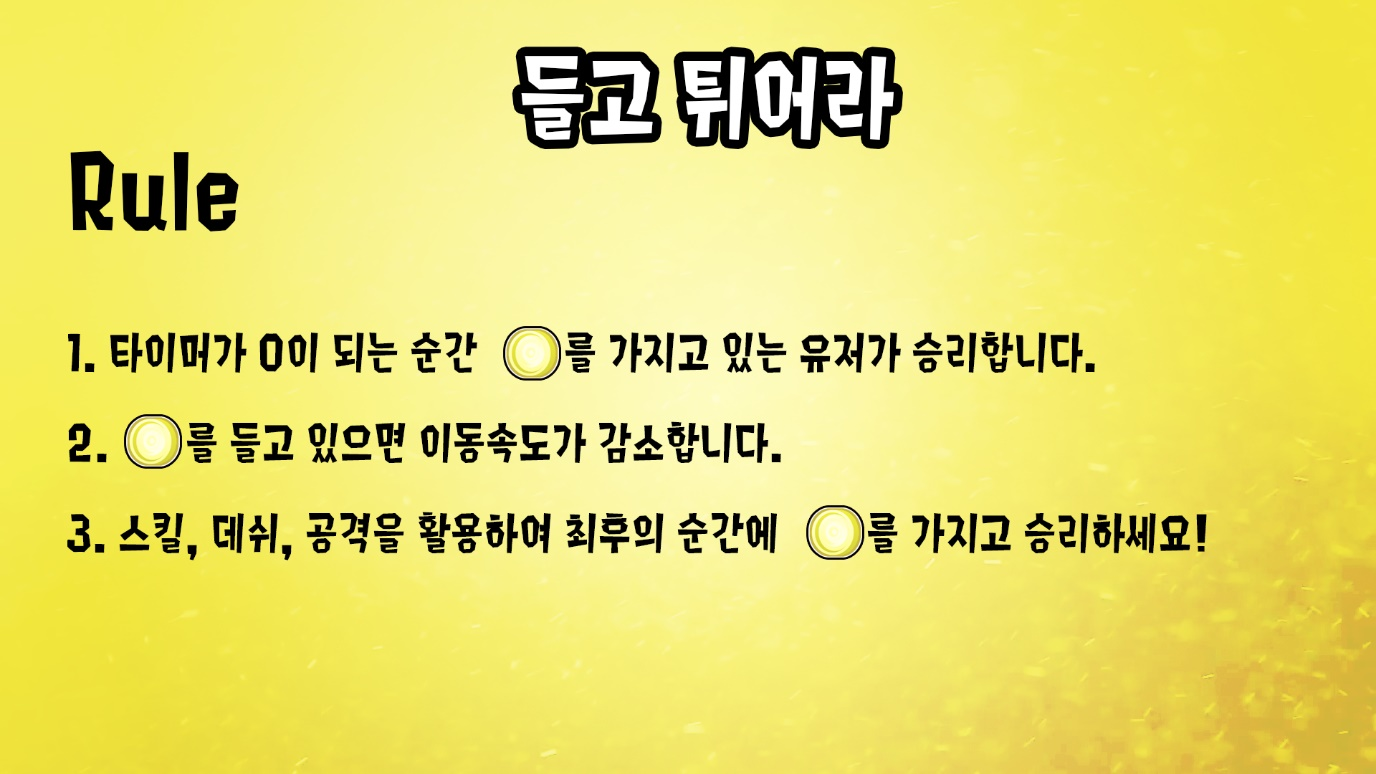 들고 튀어라
Rule
1. 타이머가 0이 되는 순간 를 가지고 있는 유저가 승리합니다.
2. 를 들고 있으면 이동속도가 감소합니다.
3. 스킬, 데쉬, 공격을 활용하여 최후의 순간에 를 가지고 승리하세요!